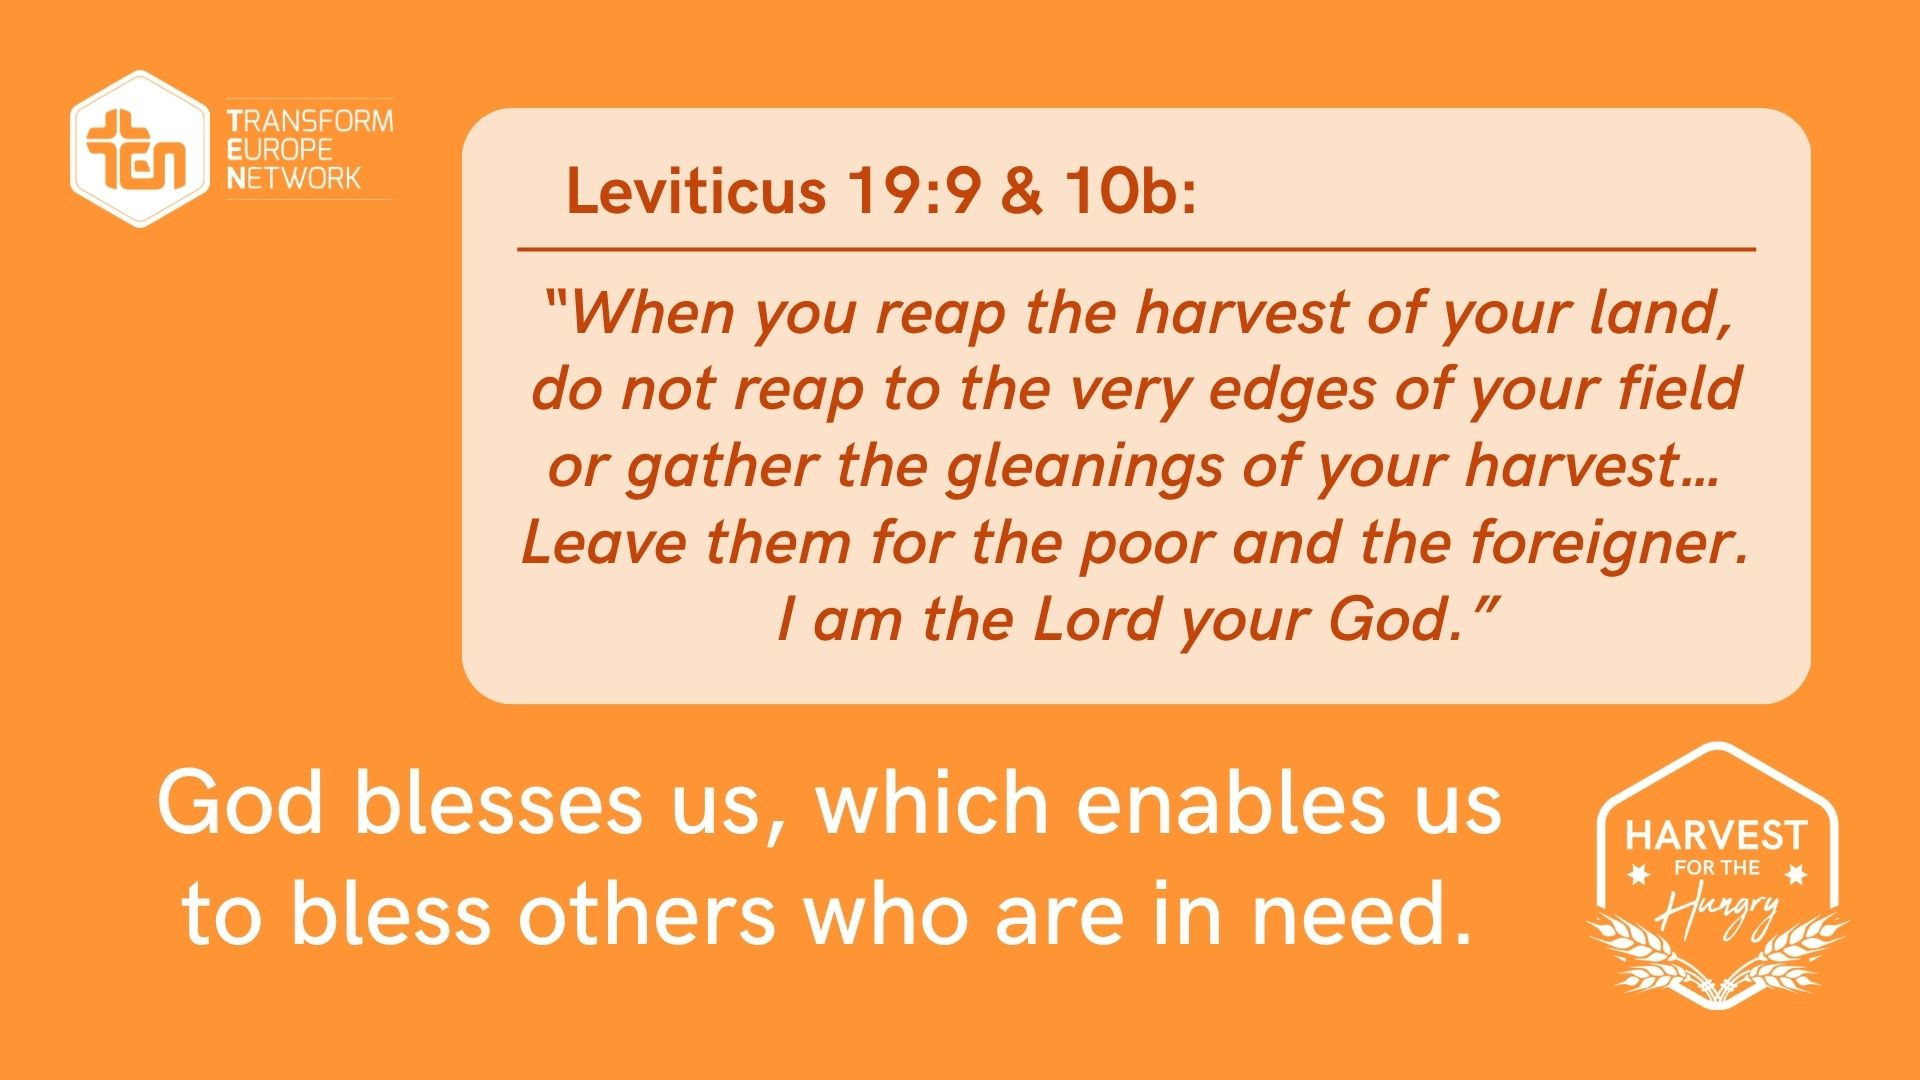 ten
TRANSFORM
EUROPE
NETWORK
Leviticus 19:9 & 10b:
"When you reap the harvest of your land,
do not reap to the very edges of your field
or gather the gleanings of your harvest...
Leave them for the poor and the foreigner.
I am the Lord your God.”
God blesses us, which enables us
to bless others who are in need.
HARVEST
FOR THE
Hungry